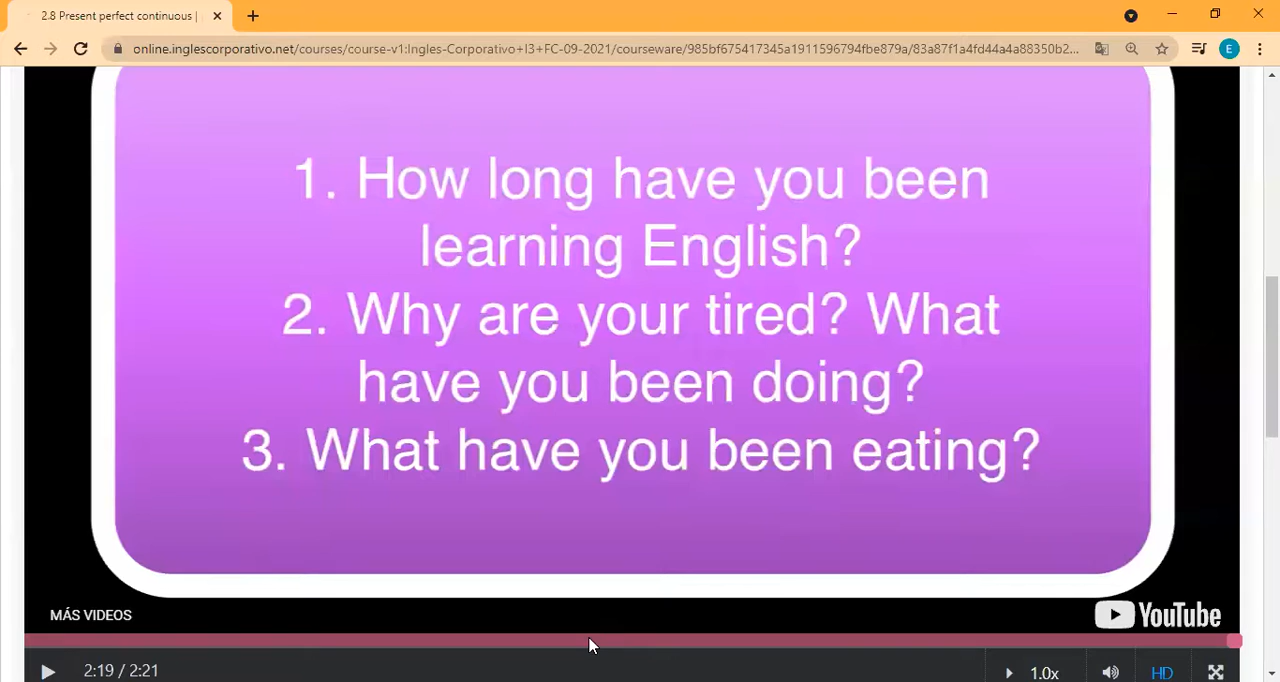 2.8 Present perfect continuous |
online.inglescorporativo.net/courses/course-v1:Ingles-Corporativo+I3+FC-09-2021/courseware/985bf675417345a1911596794fbe879a/83a87f1a4fd44a4a88350b2...
E
1. How long have you been
learning English?
2. Why are your tired? What
have you been doing?
3. What have you been eating?
MÁS VIDEOS
YouTube
2:19 / 2:21
1.0x
HD